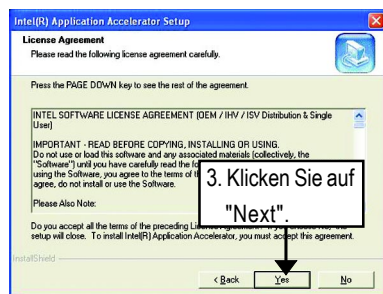 Intel(R) Application Accelerator Setup
License Agreement
Please read the following license agreement carefully.
Press the PAGE DOWN key to see the rest of the agreement.
INTEL SOFTWARE LICENSE AGREEMENT (OEM / IHV / ISV Distribution & Single
User)
IMPORTANT - READ BEFORE COPYING, INSTALLING OR USING.
Do not use or load this software and any associated materials (collectively, the
"Software") until you have carefully read the fo
using the Software, you agree to the terms of th
agree, do not install or use the Software.
Please Also Note:
3. Klicken Sie auf
"Next".
Do you accept all the terms of the preceding Li
setup will close. To install Intel(R) Application Accelerator, you must accept this agreement.
InstallShield
< Back
Yes
No